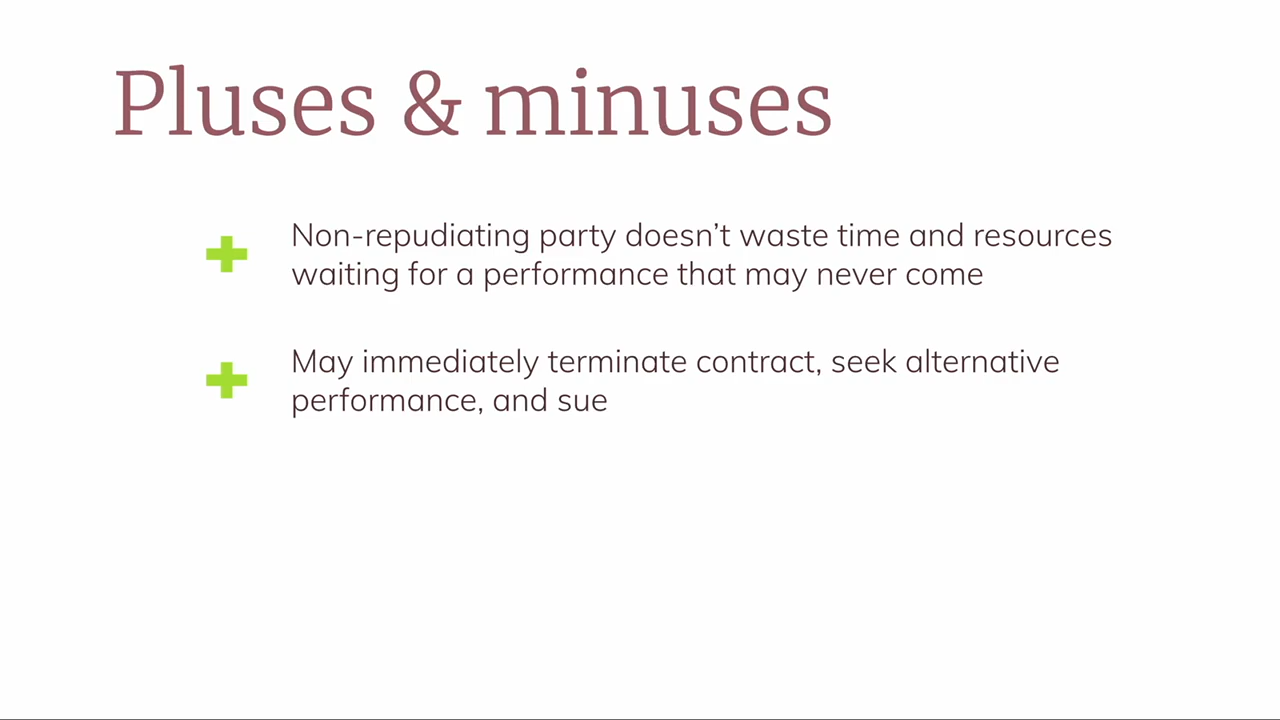 Pluses & minuses
Non-repudiating party doesn’t waste time and resources
waiting for a performance that may never come
May immediately terminate contract, seek alternative
performance, and sue